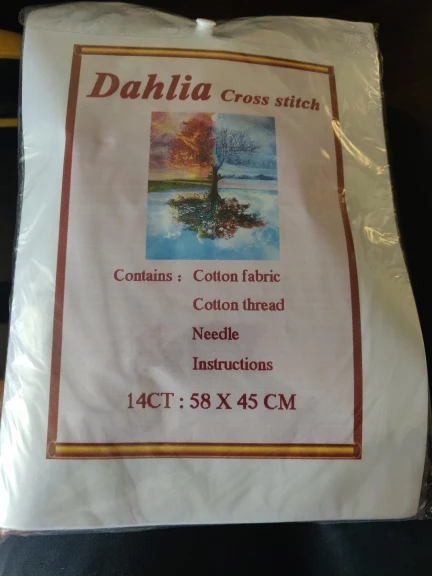 Dahlia Cross stitch
Contains : Cotton fabric
Cotton thread
Needle
Instructions
14CT : 58 X 45 CM